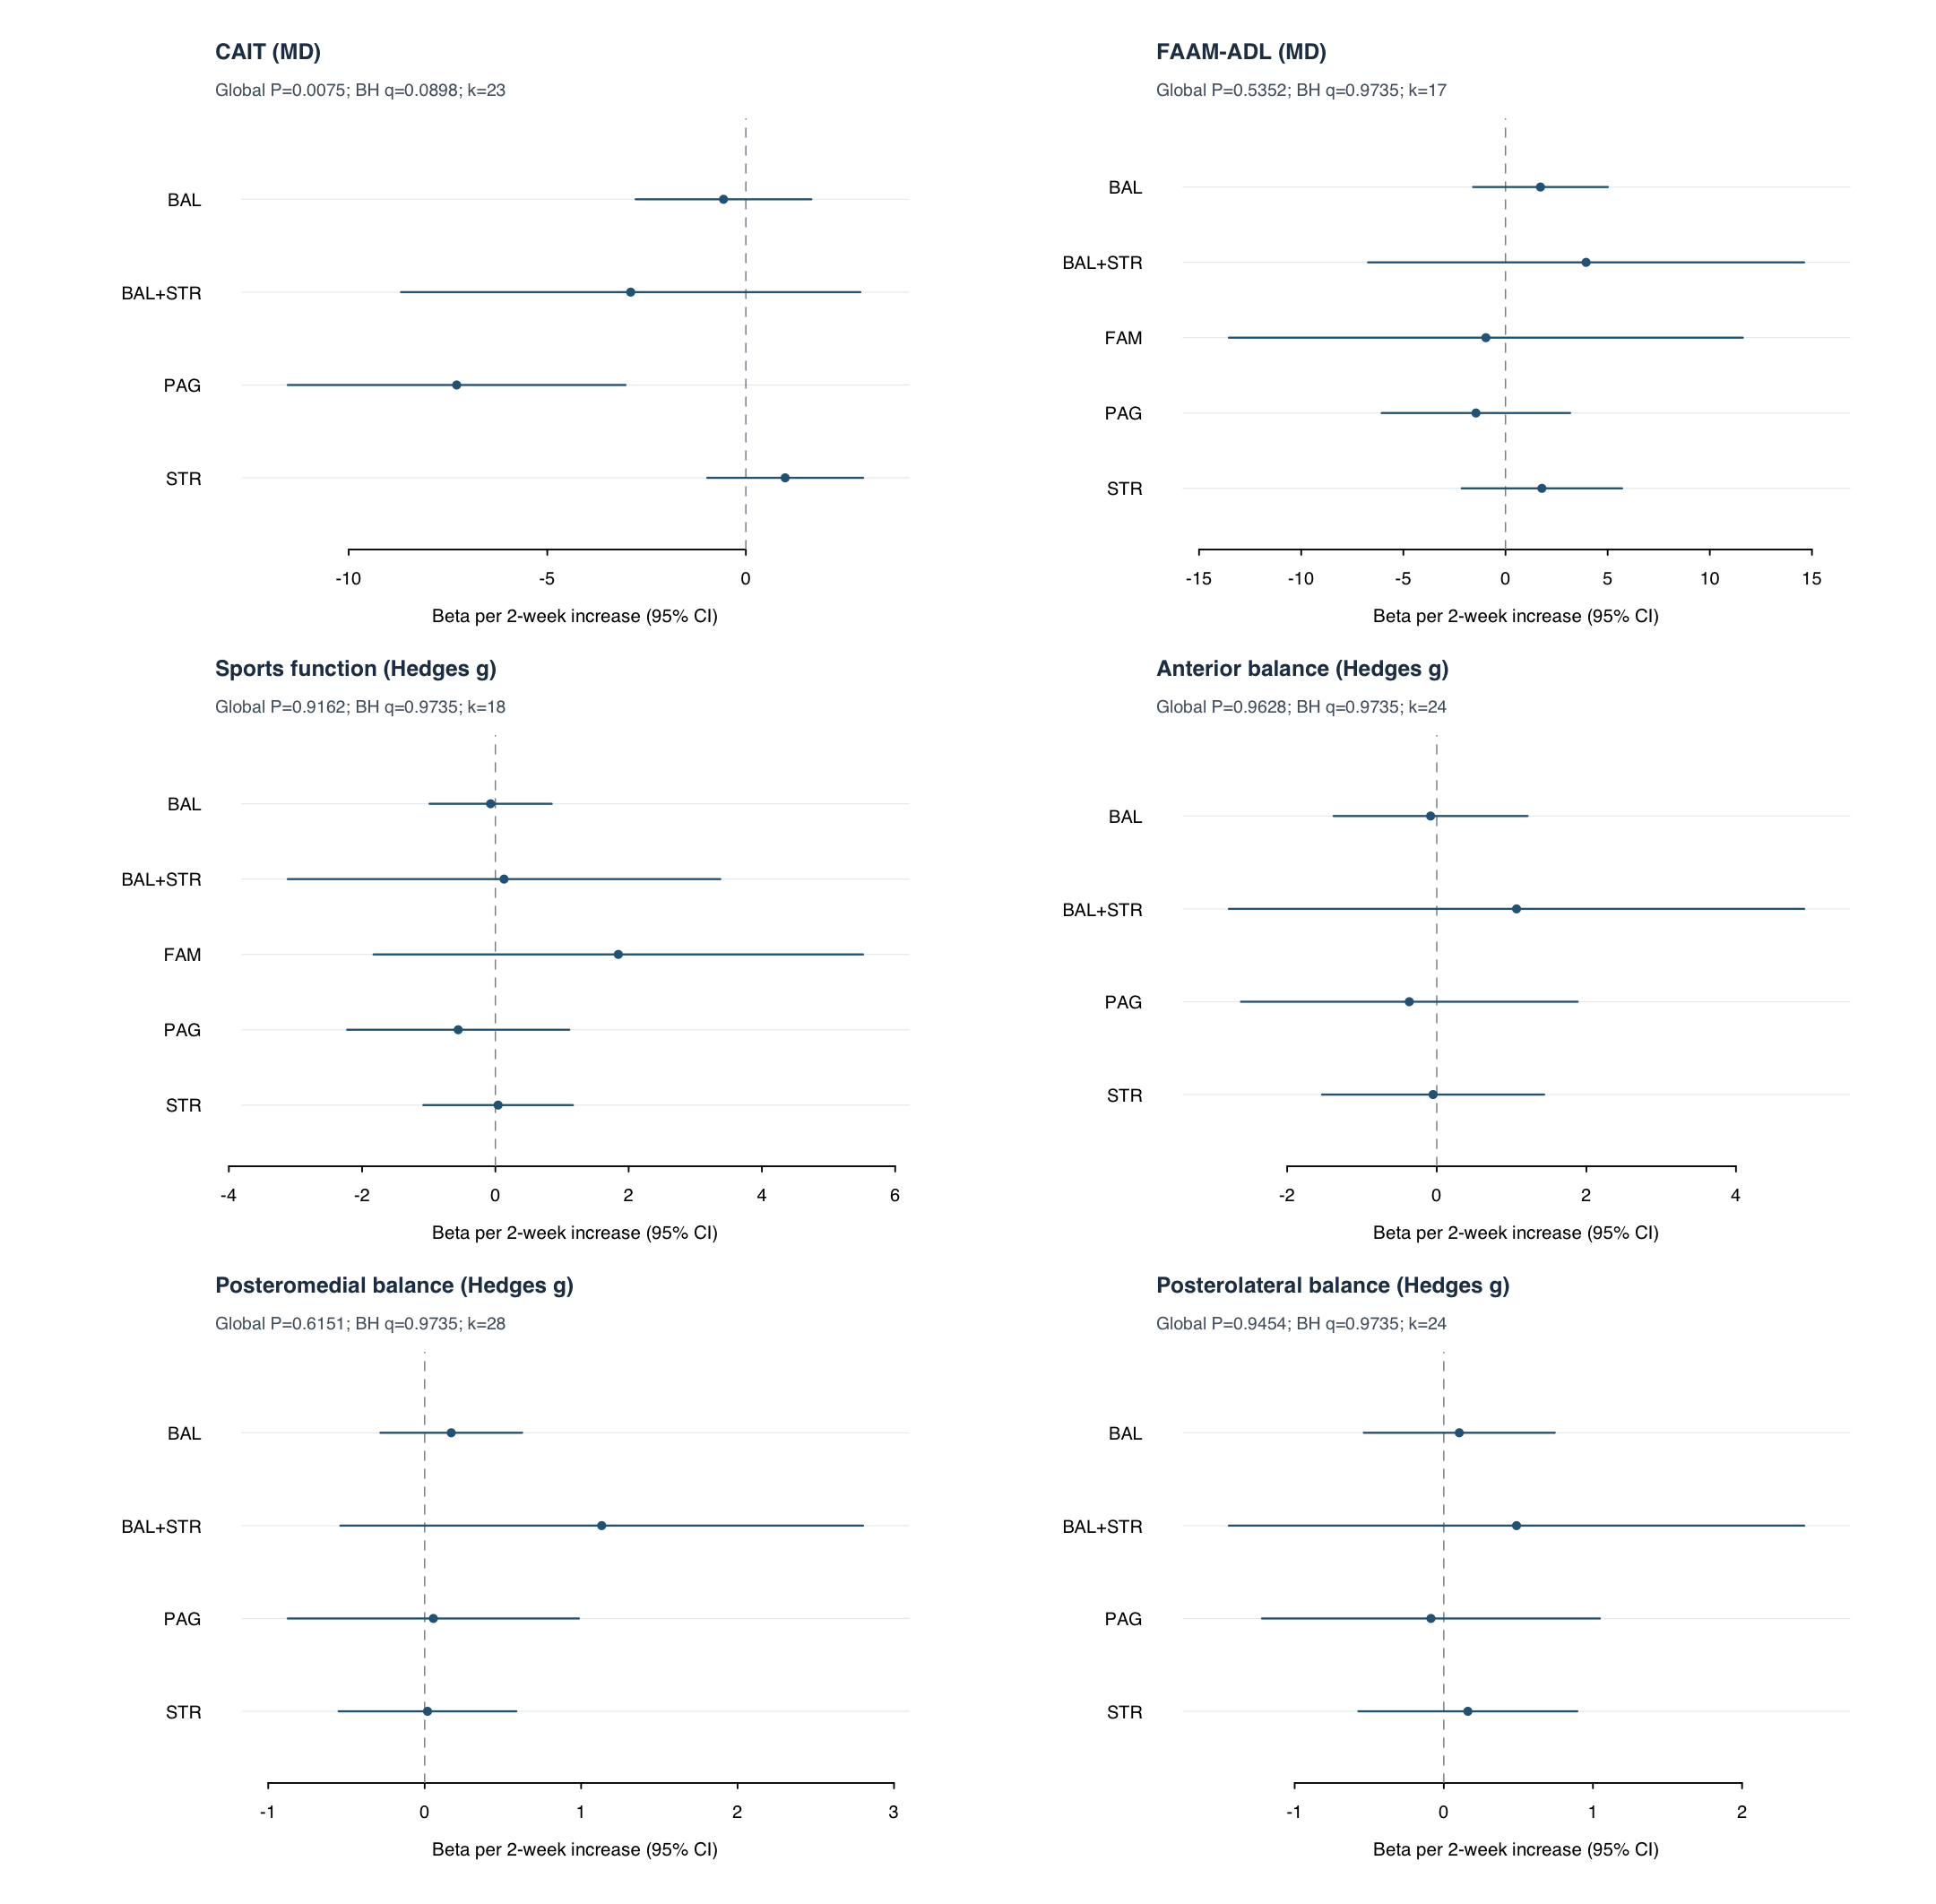 CAIT (MD)
Global P=0.0075; BH q=0.0898; k=23
BAL
BAL+STR
PAG
STR
-10 -5 0
Beta per 2-week increase (95% CI)
FAAM-ADL (MD)
Global P=0.5352; BH q=0.9735; k=17
BAL
BAL+STR
FAM
PAG
STR
-15 -10 -5 0 5 10 15
Beta per 2-week increase (95% CI)
Sports function (Hedges g)
Global P=0.9162; BH q=0.9735; k=18
BAL
BAL+STR
FAM
PAG
STR
-4 -2 0 2 4 6
Beta per 2-week increase (95% CI)
Anterior balance (Hedges g)
Global P=0.9628; BH q=0.9735; k=24
BAL
BAL+STR
PAG
STR
-2 0 2 4
Beta per 2-week increase (95% CI)
Posteromedial balance (Hedges g)
Global P=0.6151; BH q=0.9735; k=28
BAL
BAL+STR
PAG
STR
-1 0 1 2 3
Beta per 2-week increase (95% CI)
Posterolateral balance (Hedges g)
Global P=0.9454; BH q=0.9735; k=24
BAL
BAL+STR
PAG
STR
-1 0 1 2
Beta per 2-week increase (95% CI)